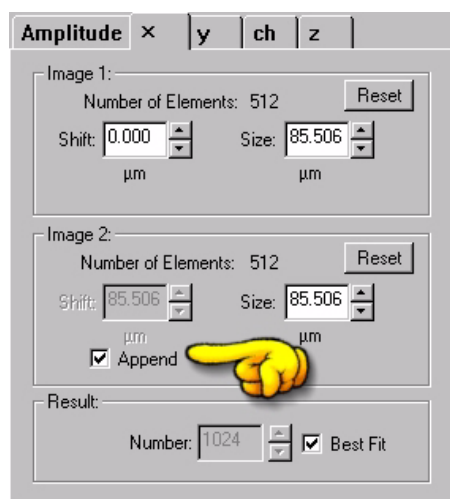 Amplitude × y ch z
Image 1:
Number of Elements: 512 Reset
Shift: 0.000 Size: 85.506
µm µm
Image 2:
Number of Elements: 512 Reset
Shift: 85.506 Size: 85.506
µm µm
Append
Result:
Number: 1024 Best Fit